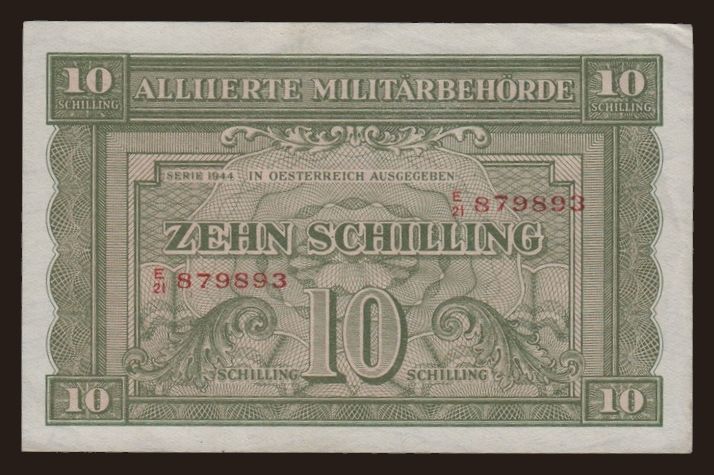 10 ALLIIERTE MILITÄRBEHÖRDE 10
SCHILLING SCHILLING
SERIE 1944 IN OESTERREICH AUSGEGEBEN
E/21 879893
ZEHN SCHILLING
E/21 879893
10
SCHILLING SCHILLING
10 10